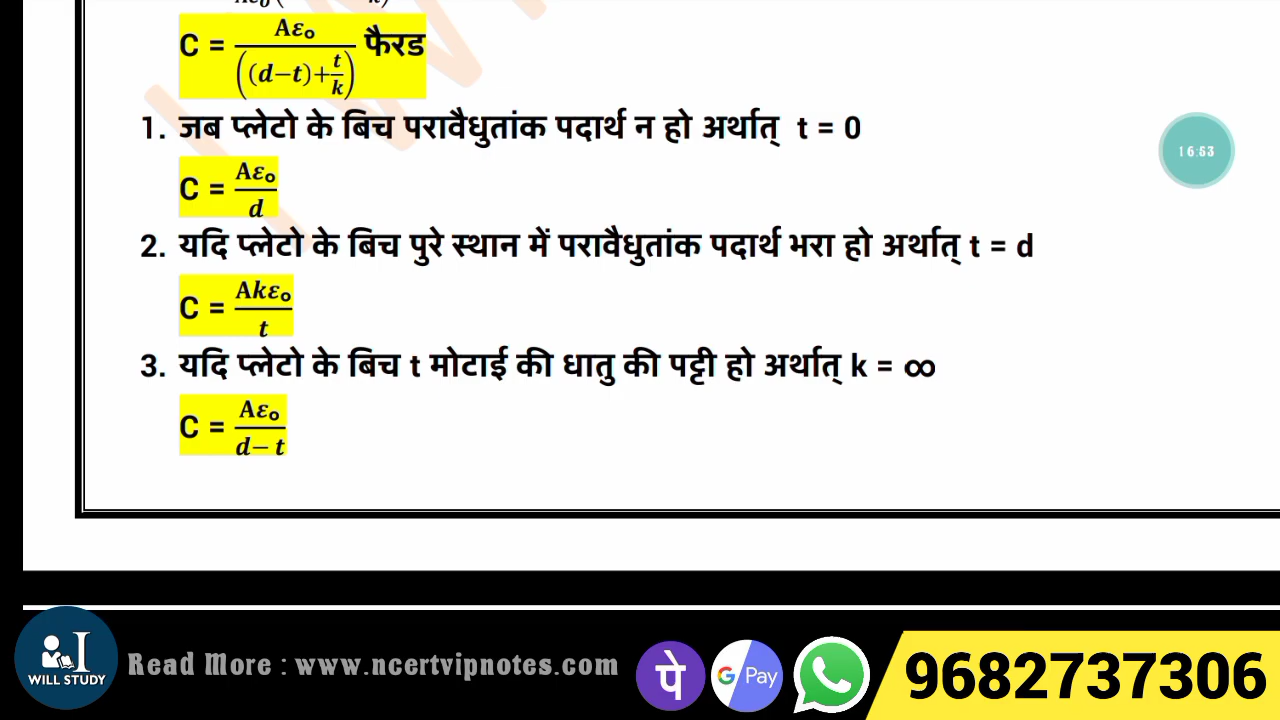 C = Aε₀ / ((d−t)+t/k) फैरड
1. जब प्लेटो के बिच परावैधुतांक पदार्थ न हो अर्थात् t = 0
16:53
C = Aε₀ / d
2. यदि प्लेटो के बिच पुरे स्थान में परावैधुतांक पदार्थ भरा हो अर्थात् t = d
C = Akε₀ / t
3. यदि प्लेटो के बिच t मोटाई की धातु की पट्टी हो अर्थात् k = ∞
C = Aε₀ / d− t
I WILL STUDY
Read More : www.ncertvipnotes.com
पे
G Pay
9682737306